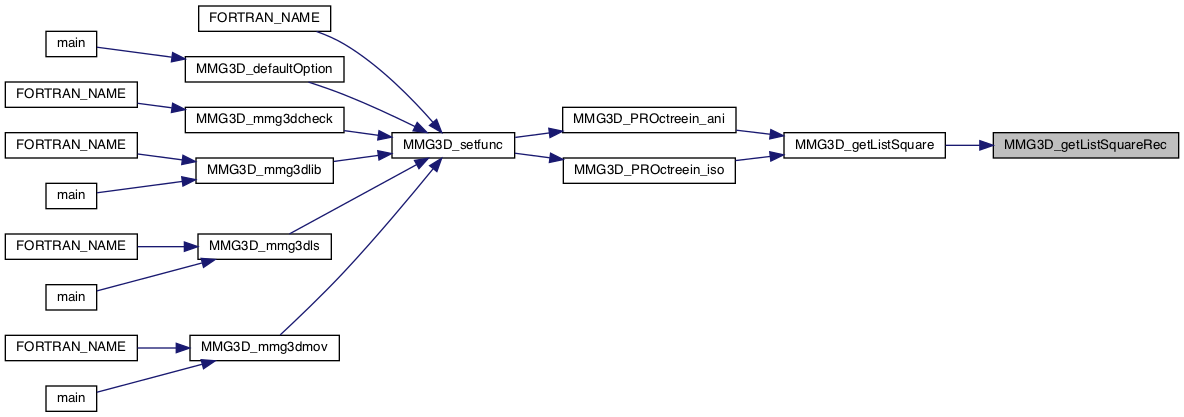 FORTRAN_NAME
main
MMG3D_defaultOption
FORTRAN_NAME
MMG3D_mmg3dcheck
MMG3D_PROctreein_ani
FORTRAN_NAME
MMG3D_setfunc
MMG3D_getListSquare
MMG3D_getListSquareRec
MMG3D_mmg3dlib
MMG3D_PROctreein_iso
main
FORTRAN_NAME
MMG3D_mmg3dls
main
FORTRAN_NAME
MMG3D_mmg3dmov
main